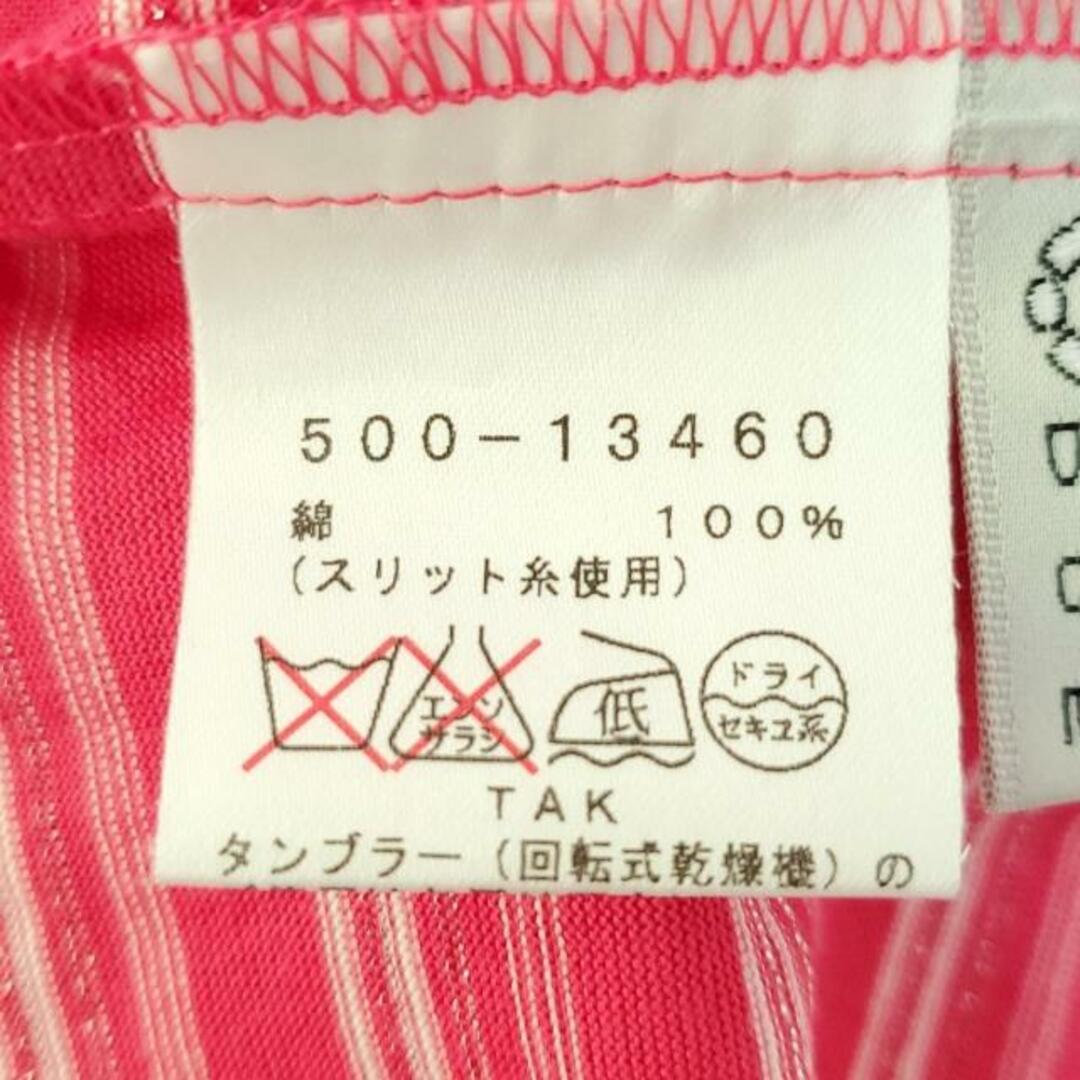 500-13460
綿 100%
(スリット糸使用)
エンソ
サラシ
低
ドライ
セキユ系
TAK
タンブラー(回転式乾燥機)の